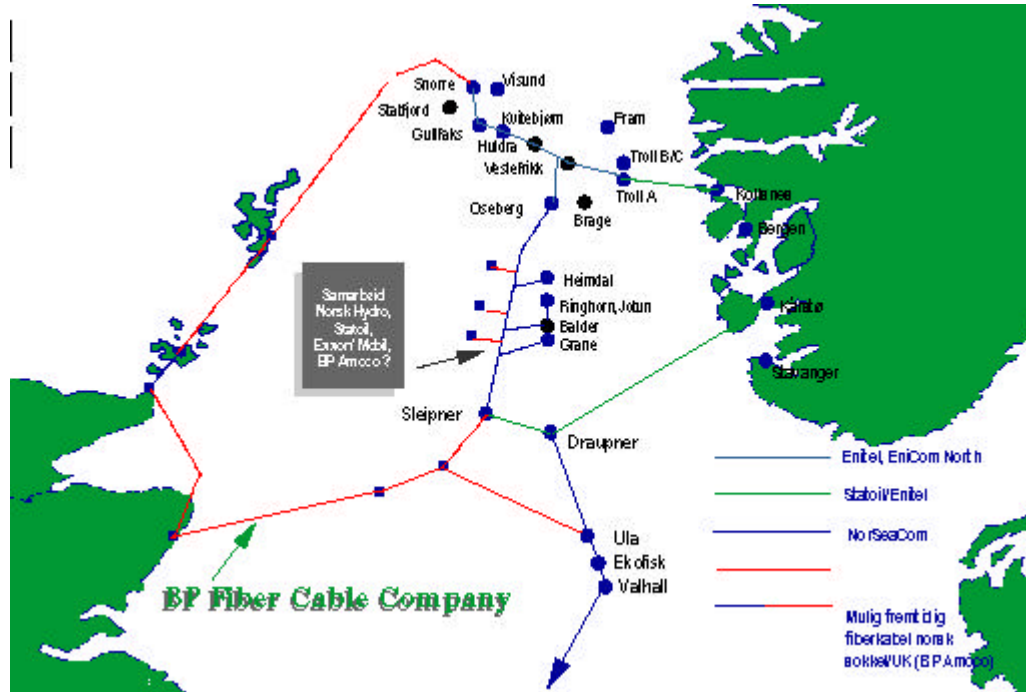 Snorre
Visund
Statfjord
Gullfaks
Kvitebjørn
Fram
Huldra
Veslefrikk
Troll B/C
Troll A
Kollsnes
Oseberg
Brage
Bergen
Samarbeid
Norsk Hydro,
Statoil,
Exxon/ Mobil,
BP Amoco ?
Heimdal
Ringhorn, Jotun
Balder
Grane
Kårstø
Stavanger
Sleipner
Draupner
Enitel, EniCom North
Statoil/Enitel
NorSeaCom
Ula
Ekofisk
Valhall
BP Fiber Cable Company
Mulig fremtidig
fiberkabel norsk
sokkel/UK (BP Amoco)